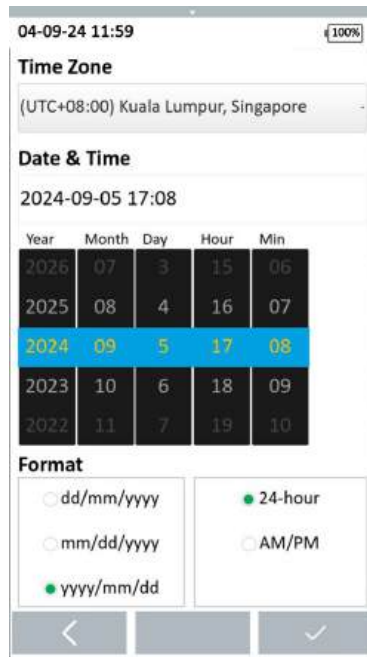 04-09-24 11:59 100%
Time Zone
(UTC+08:00) Kuala Lumpur, Singapore
Date & Time
2024-09-05 17:08
Year Month Day Hour Min
2026 07 3 15 06
2025 08 4 16 07
2024 09 5 17 08
2023 10 6 18 09
2022 11 7 19 10
Format
dd/mm/yyyy 24-hour
mm/dd/yyyy AM/PM
yyyy/mm/dd